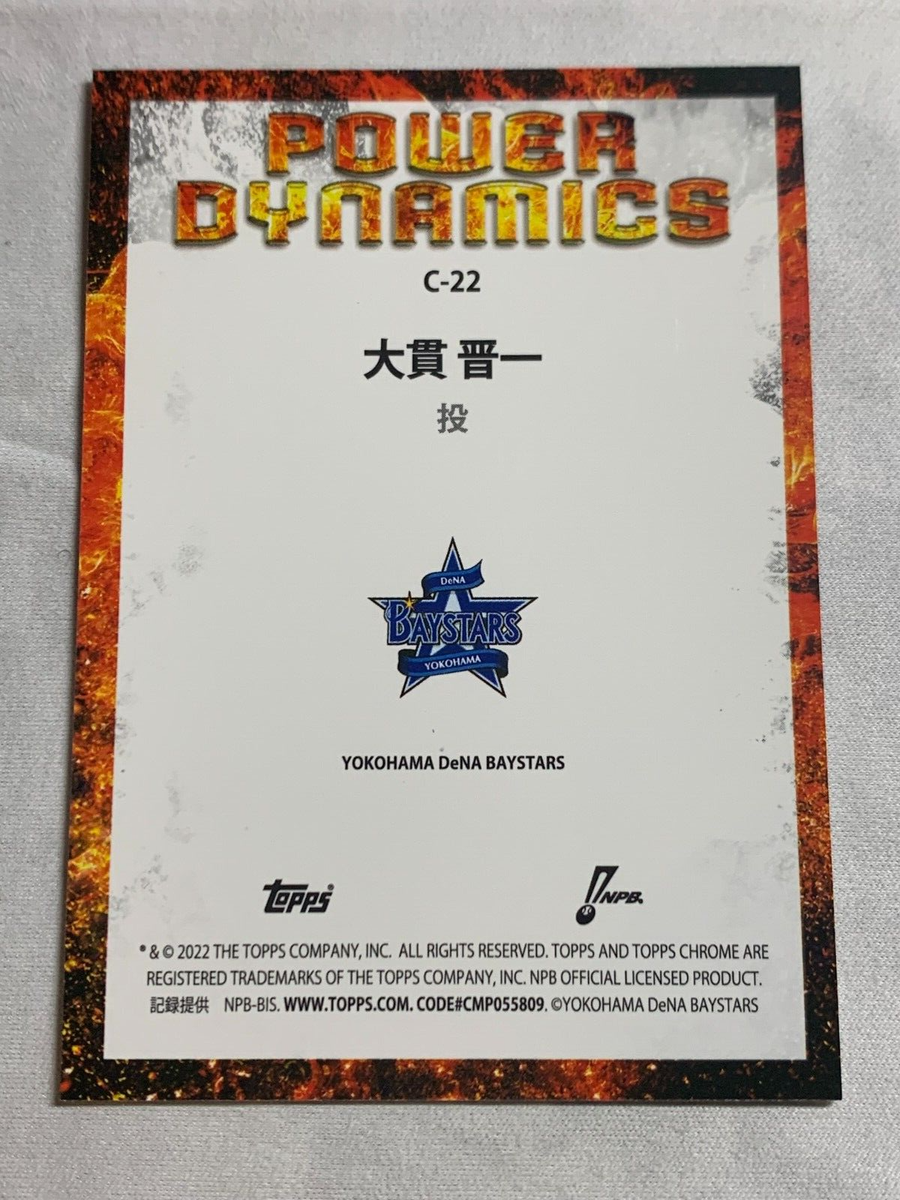 POWER
DYNAMICS
C-22
大貫 晋一
投
DeNA
BAYSTARS
YOKOHAMA
YOKOHAMA DeNA BAYSTARS
topps®
NPB.
® & © 2022 THE TOPPS COMPANY, INC. ALL RIGHTS RESERVED. TOPPS AND TOPPS CHROME ARE
REGISTERED TRADEMARKS OF THE TOPPS COMPANY, INC. NPB OFFICIAL LICENSED PRODUCT.
記録提供 NPB-BIS. WWW.TOPPS.COM. CODE#CMP055809. ©YOKOHAMA DeNA BAYSTARS